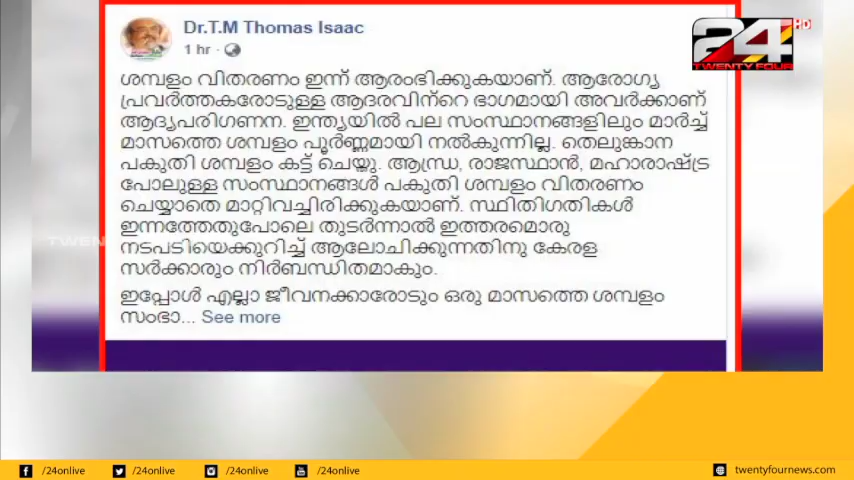 Dr.T.M Thomas Isaac
1 hr ·
24 HD
TWENTY FOUR
ശമ്പളം വിതരണം ഇന്ന് ആരംഭിക്കുകയാണ്. ആരോഗ്യ
പ്രവർത്തകരോടുള്ള ആദരവിന്റെ ഭാഗമായി അവർക്കാണ്
ആദ്യപരിഗണന. ഇന്ത്യയിൽ പല സംസ്ഥാനങ്ങളിലും മാർച്ച്
മാസത്തെ ശമ്പളം പൂർണ്ണമായി നൽകുന്നില്ല. തെലുങ്കാന
പകുതി ശമ്പളം കട്ട് ചെയ്തു. ആന്ധ്ര, രാജസ്ഥാൻ, മഹാരാഷ്ട്ര
പോലുള്ള സംസ്ഥാനങ്ങൾ പകുതി ശമ്പളം വിതരണം
ചെയ്യാതെ മാറ്റിവച്ചിരിക്കുകയാണ്. സ്ഥിതിഗതികൾ
ഇന്നത്തേതുപോലെ തുടർന്നാൽ ഇത്തരമൊരു
നടപടിയെക്കുറിച്ച് ആലോചിക്കുന്നതിനു കേരള
സർക്കാരും നിർബന്ധിതമാകും.
ഇപ്പോൾ എല്ലാ ജീവനക്കാരോടും ഒരു മാസത്തെ ശമ്പളം
സംഭാ... See more
/24onlive /24onlive /24onlive /24onlive twentyfournews.com